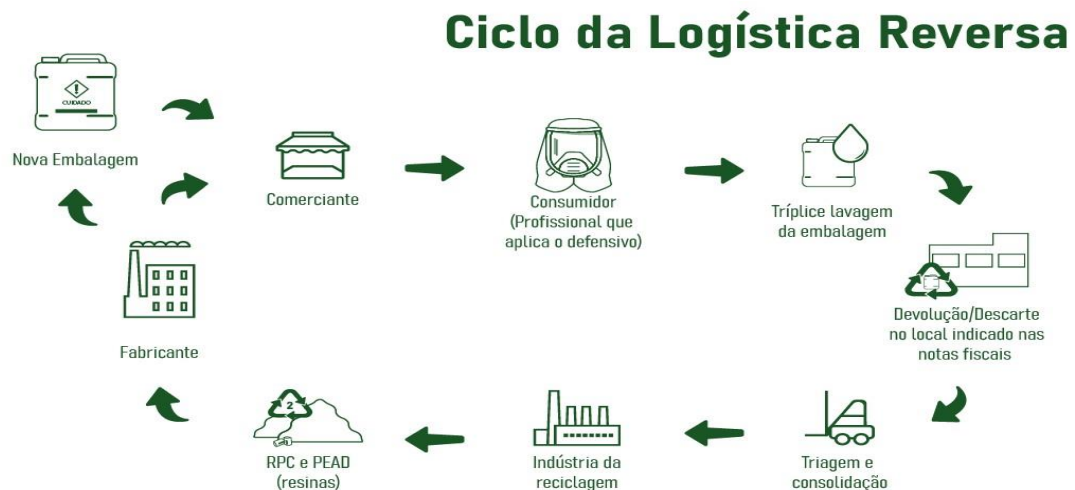 Ciclo da Logística Reversa
CUIDADO
Nova Embalagem
Comerciante
Consumidor
(Profissional que
aplica o defensivo)
Tríplice lavagem
da embalagem
Devolução/Descarte
no local indicado nas
notas fiscais
Triagem e
consolidação
Indústria da
reciclagem
2
RPC e PEAD
(resinas)
Fabricante